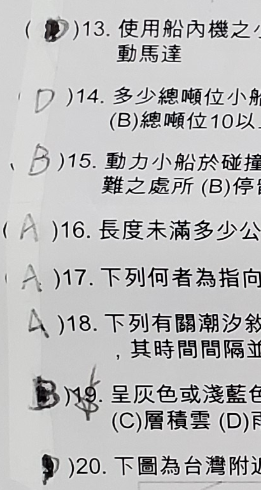 ( D )13. 使用船內機之
動馬達
( D )14. 多少總噸位小船
(B)總噸位10以
B )15. 動力小船於碰撞
難之處所 (B)停
( A )16. 長度未滿多少公
A )17. 下列何者為指向
A )18. 下列有關潮汐敘
，其時間間隔並
B )19. 呈灰色或淺藍色
(C)層積雲 (D)
)20. 下圖為台灣附近